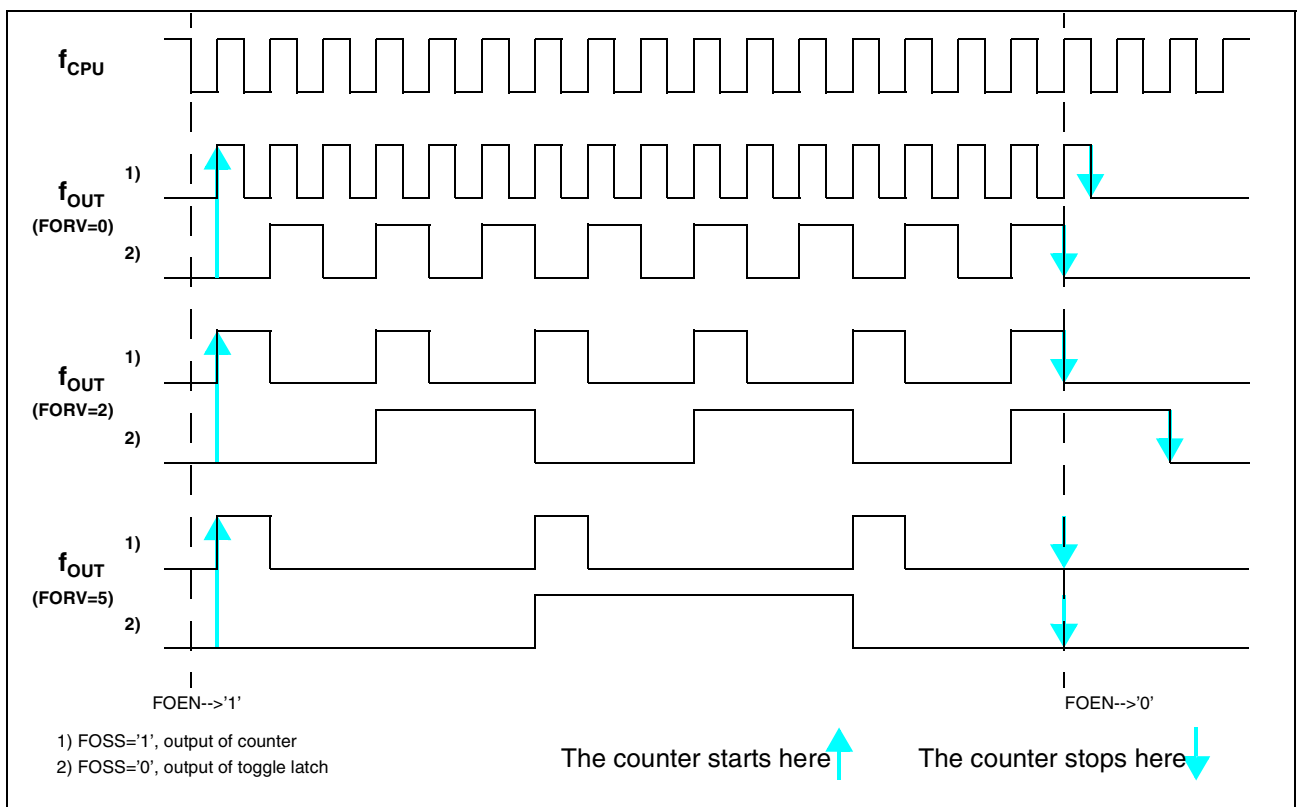 fCPU
1)
fOUT
(FORV=0)
2)
1)
fOUT
(FORV=2)
2)
1)
fOUT
(FORV=5)
2)
FOEN-->'1'
FOEN-->'0'
1) FOSS='1', output of counter
2) FOSS='0', output of toggle latch
The counter starts here
The counter stops here